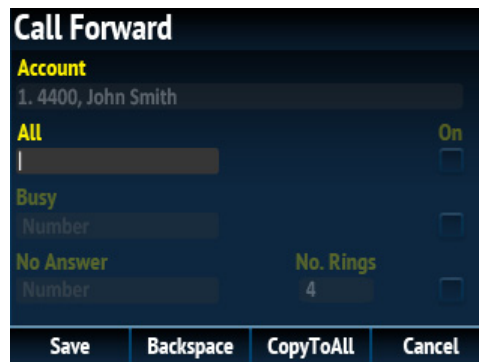 Call Forward
Account
1. 4400, John Smith
All On
Busy
Number
No Answer No. Rings
Number 4
Save Backspace CopyToAll Cancel